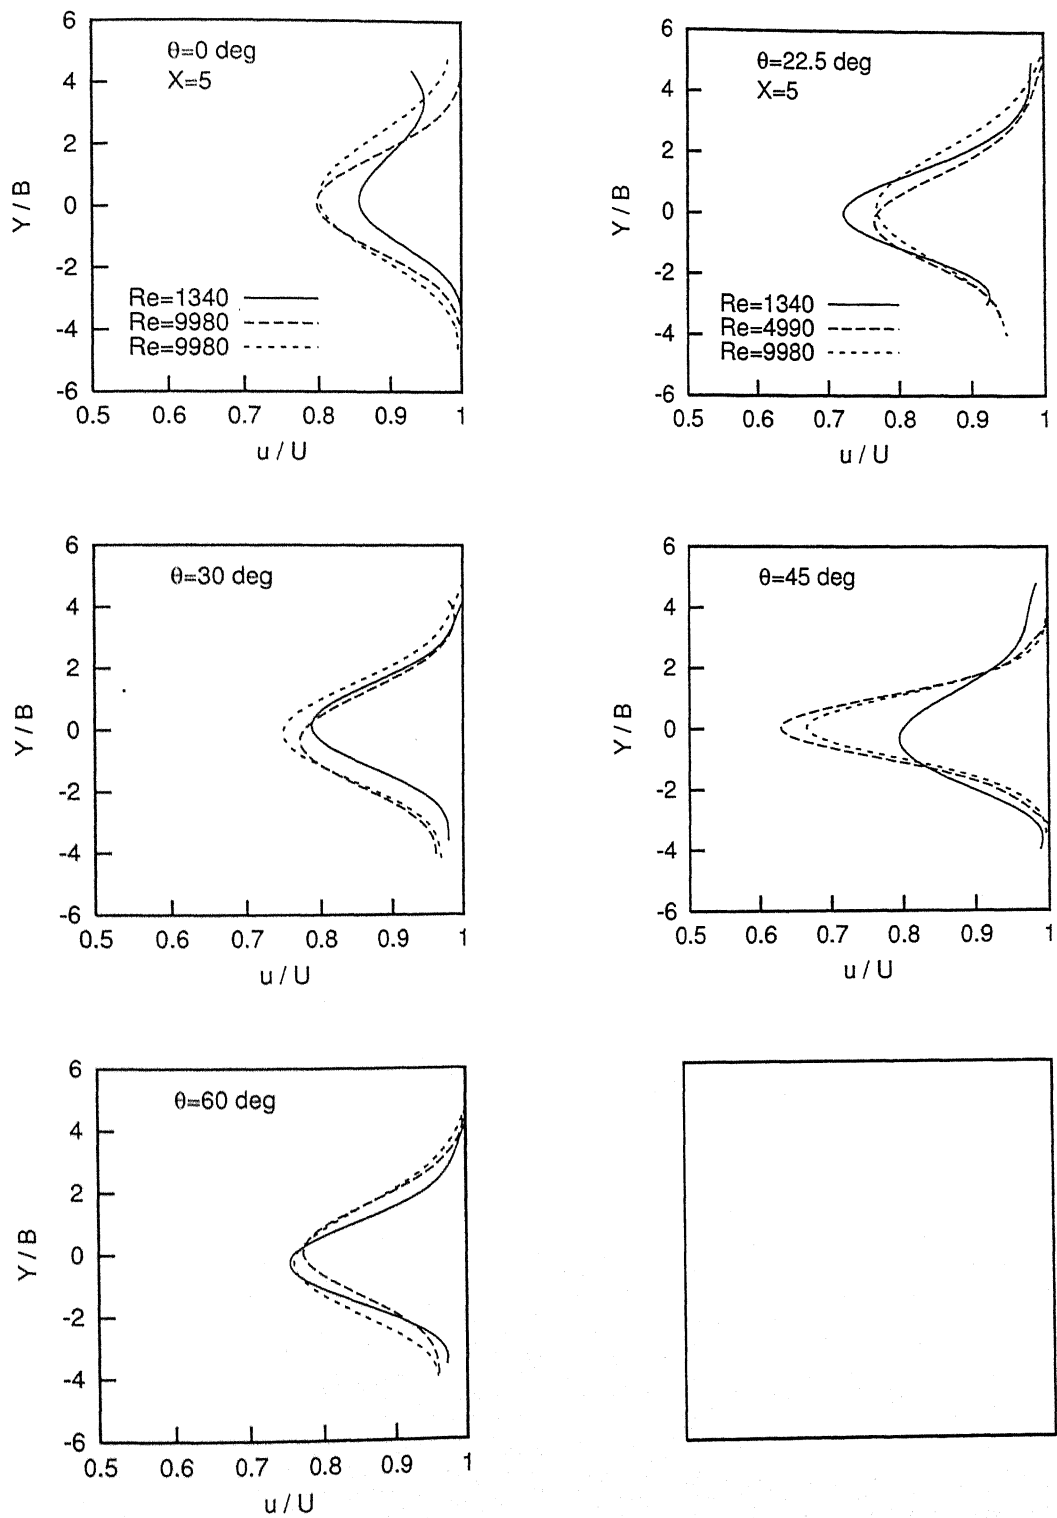 6
4
2
0
-2
-4
-6
Y / B
θ=0 deg
X=5
Re=1340
Re=9980
Re=9980
0.5 0.6 0.7 0.8 0.9 1
u / U
6
4
2
0
-2
-4
-6
Y / B
θ=22.5 deg
X=5
Re=1340
Re=4990
Re=9980
0.5 0.6 0.7 0.8 0.9 1
u / U
6
4
2
0
-2
-4
-6
Y / B
θ=30 deg
0.5 0.6 0.7 0.8 0.9 1
u / U
6
4
2
0
-2
-4
-6
Y / B
θ=45 deg
0.5 0.6 0.7 0.8 0.9 1
u / U
6
4
2
0
-2
-4
-6
Y / B
θ=60 deg
0.5 0.6 0.7 0.8 0.9 1
u / U